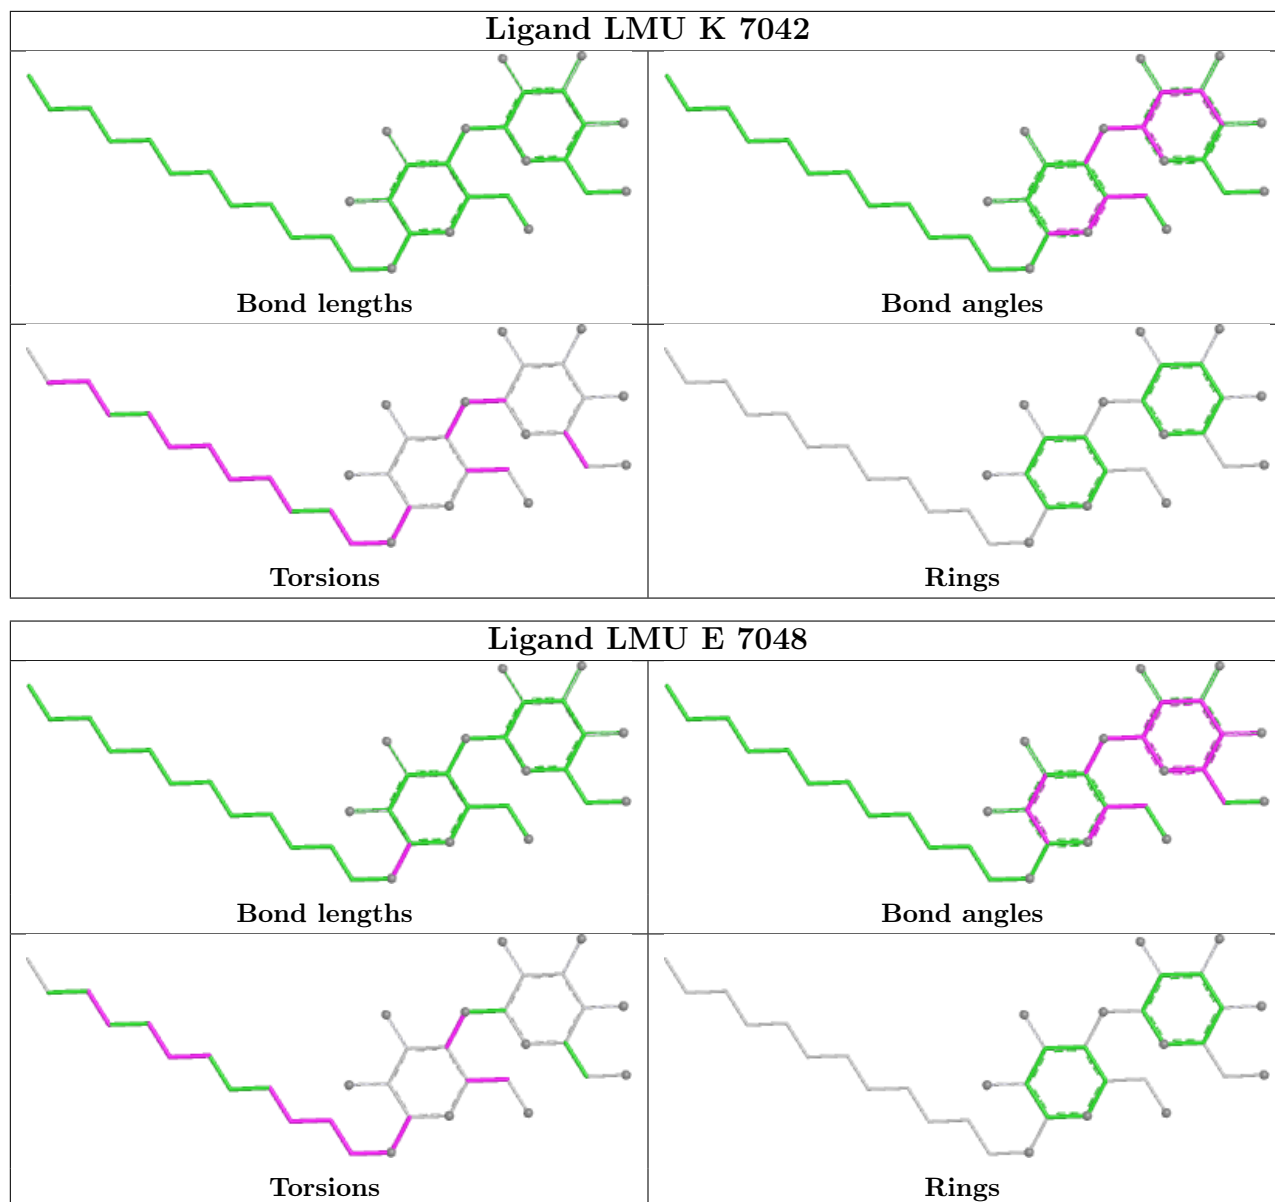 Ligand LMU K 7042
Bond lengths
Bond angles
Torsions
Rings
Ligand LMU E 7048
Bond lengths
Bond angles
Torsions
Rings